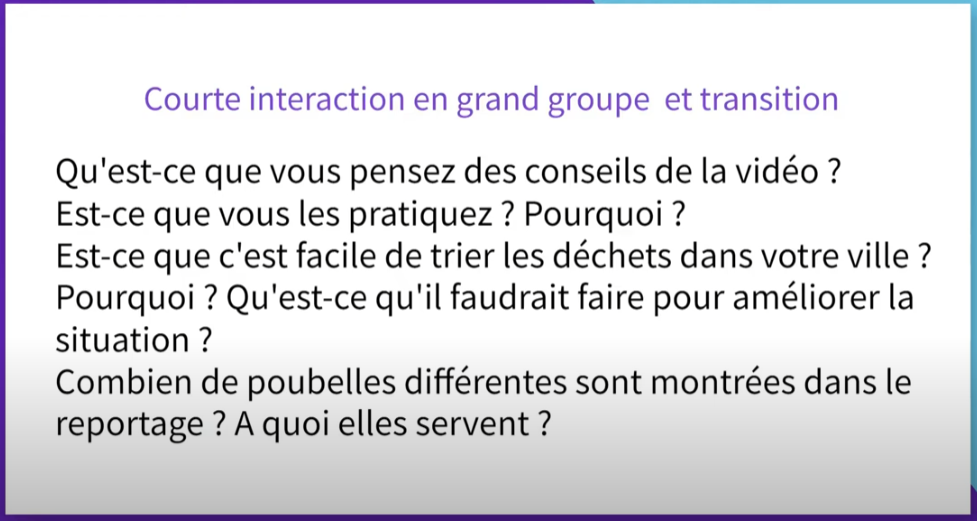 Courte interaction en grand groupe et transition
Qu'est-ce que vous pensez des conseils de la vidéo ?
Est-ce que vous les pratiquez ? Pourquoi ?
Est-ce que c'est facile de trier les déchets dans votre ville ?
Pourquoi ? Qu'est-ce qu'il faudrait faire pour améliorer la
situation ?
Combien de poubelles différentes sont montrées dans le
reportage ? A quoi elles servent ?